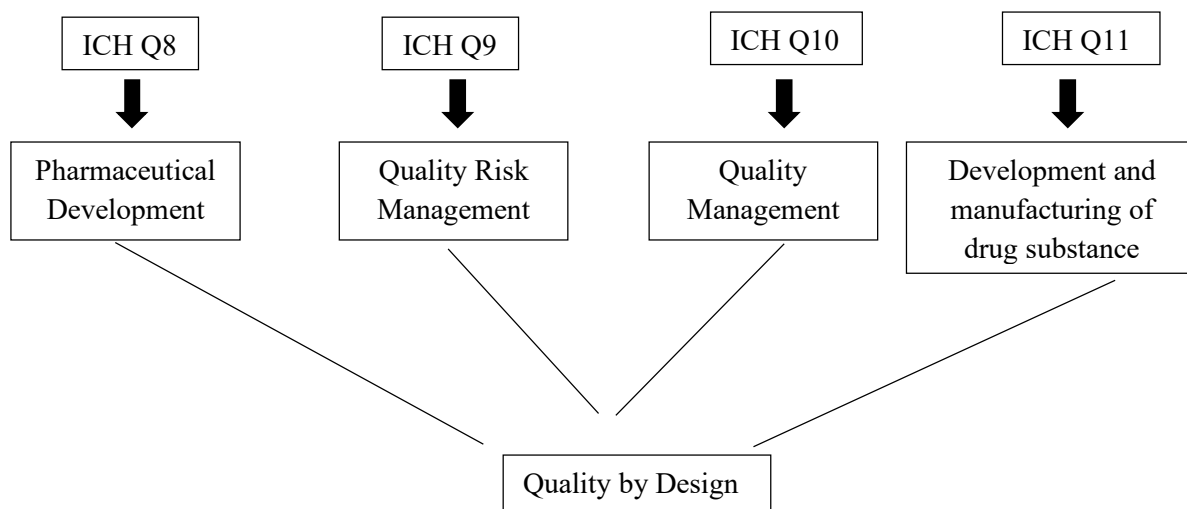 ICH Q8
ICH Q9
ICH Q10
ICH Q11
Pharmaceutical
Development
Quality Risk
Management
Quality
Management
Development and
manufacturing of
drug substance
Quality by Design